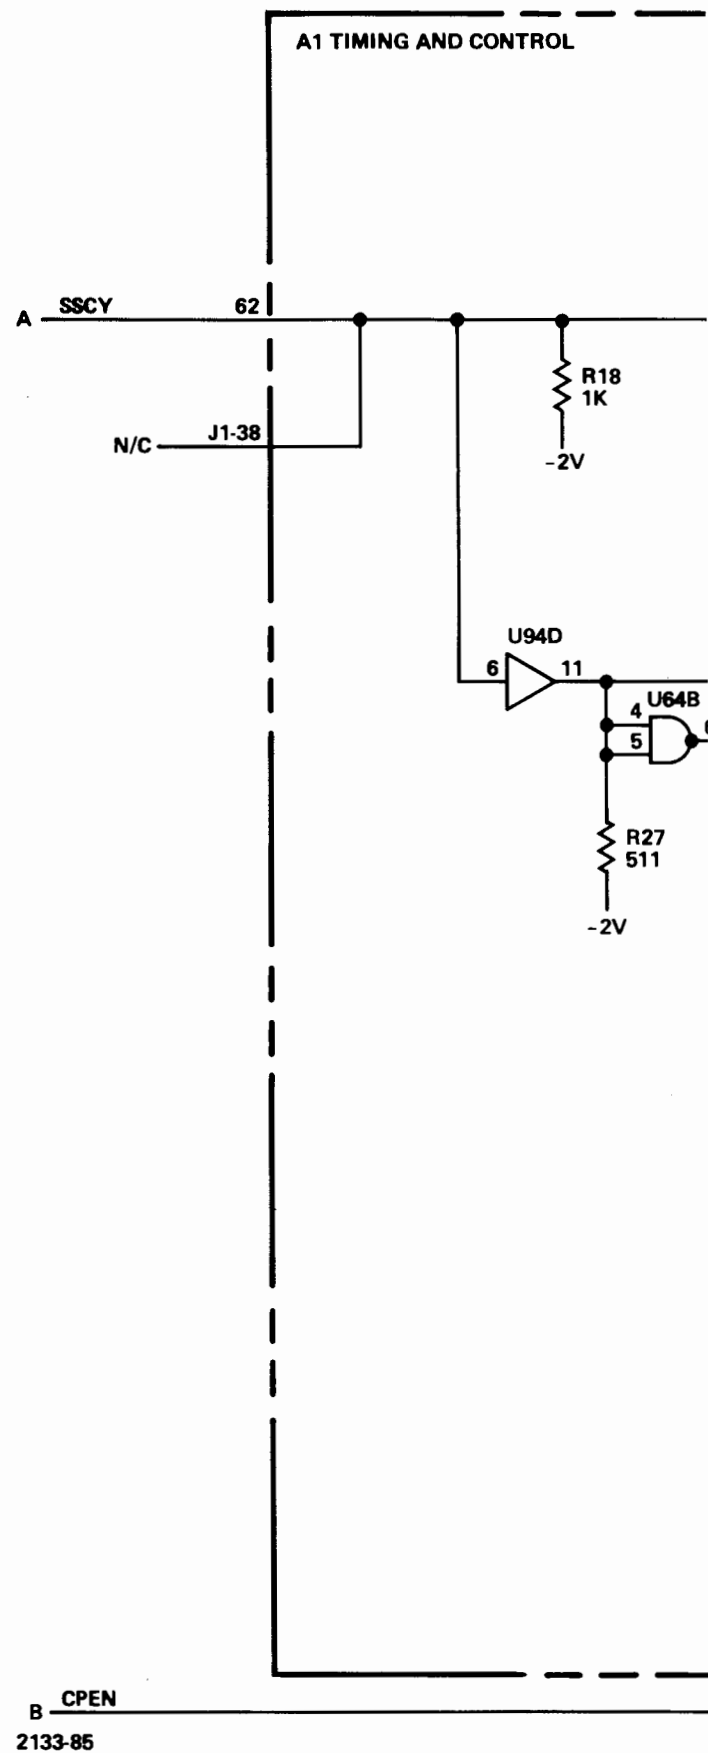 A1 TIMING AND CONTROL
A SSCY 62
R18
1K
-2V
N/C J1-38
U94D
6 11
U64B
4
5
R27
511
-2V
B CPEN
2133-85